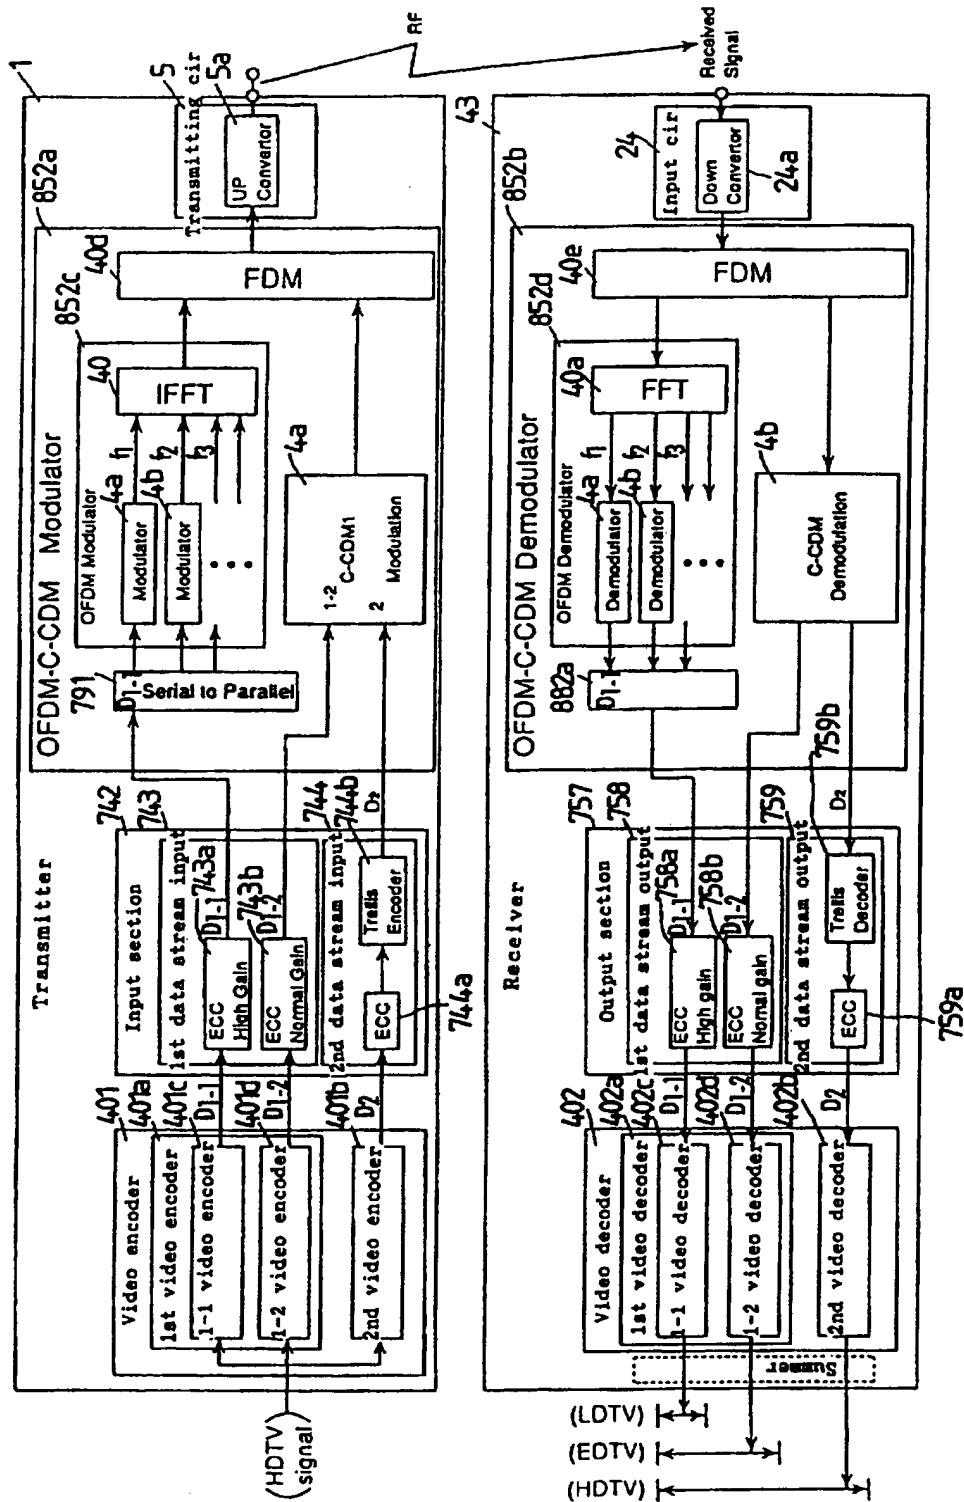 Transmitter
1
(HDTV
signal)
Video encoder
401
1st video encoder
401a
1-1 video encoder
401c
1-2 video encoder
401d
2nd video encoder
401b
D1-1
D1-2
D2
Input section
742
1st data stream input
743
ECC
High Gain
743a
D1-1
ECC
Normal Gain
743b
D1-2
2nd data stream input
744
ECC
744a
Trellis
Encoder
744b
D2
OFDM-C-CDM Modulator
852a
791
D1-1
Serial to Parallel
OFDM Modulator
852c
Modulator
4a
Modulator
4b
f1
f2
f3
IFFT
40
1-2
2
C-CDM1
Modulation
4a
FDM
40d
Transmitting cir
5
UP
Convertor
5a
RF
Receiver
43
Received
Signal
Input cir
24
Down
Convertor
24a
OFDM-C-CDM Demodulator
852b
FDM
40e
OFDM Demodulator
852d
FFT
40a
f1
f2
f3
Demodulator
4a
Demodulator
4b
882a
D1-1
C-CDM
Demodulation
4b
Output section
757
1st data stream output
758
ECC
High gain
758a
D1-1
ECC
Normal gain
758b
D1-2
2nd data stream output
759
ECC
759a
Trellis
Decoder
759b
D2
D1-1
D1-2
D2
Video decoder
402
1st video decoder
402a
1-1 video decoder
402c
1-2 video decoder
402d
2nd video decoder
402b
Summer
(LDTV)
(EDTV)
(HDTV)